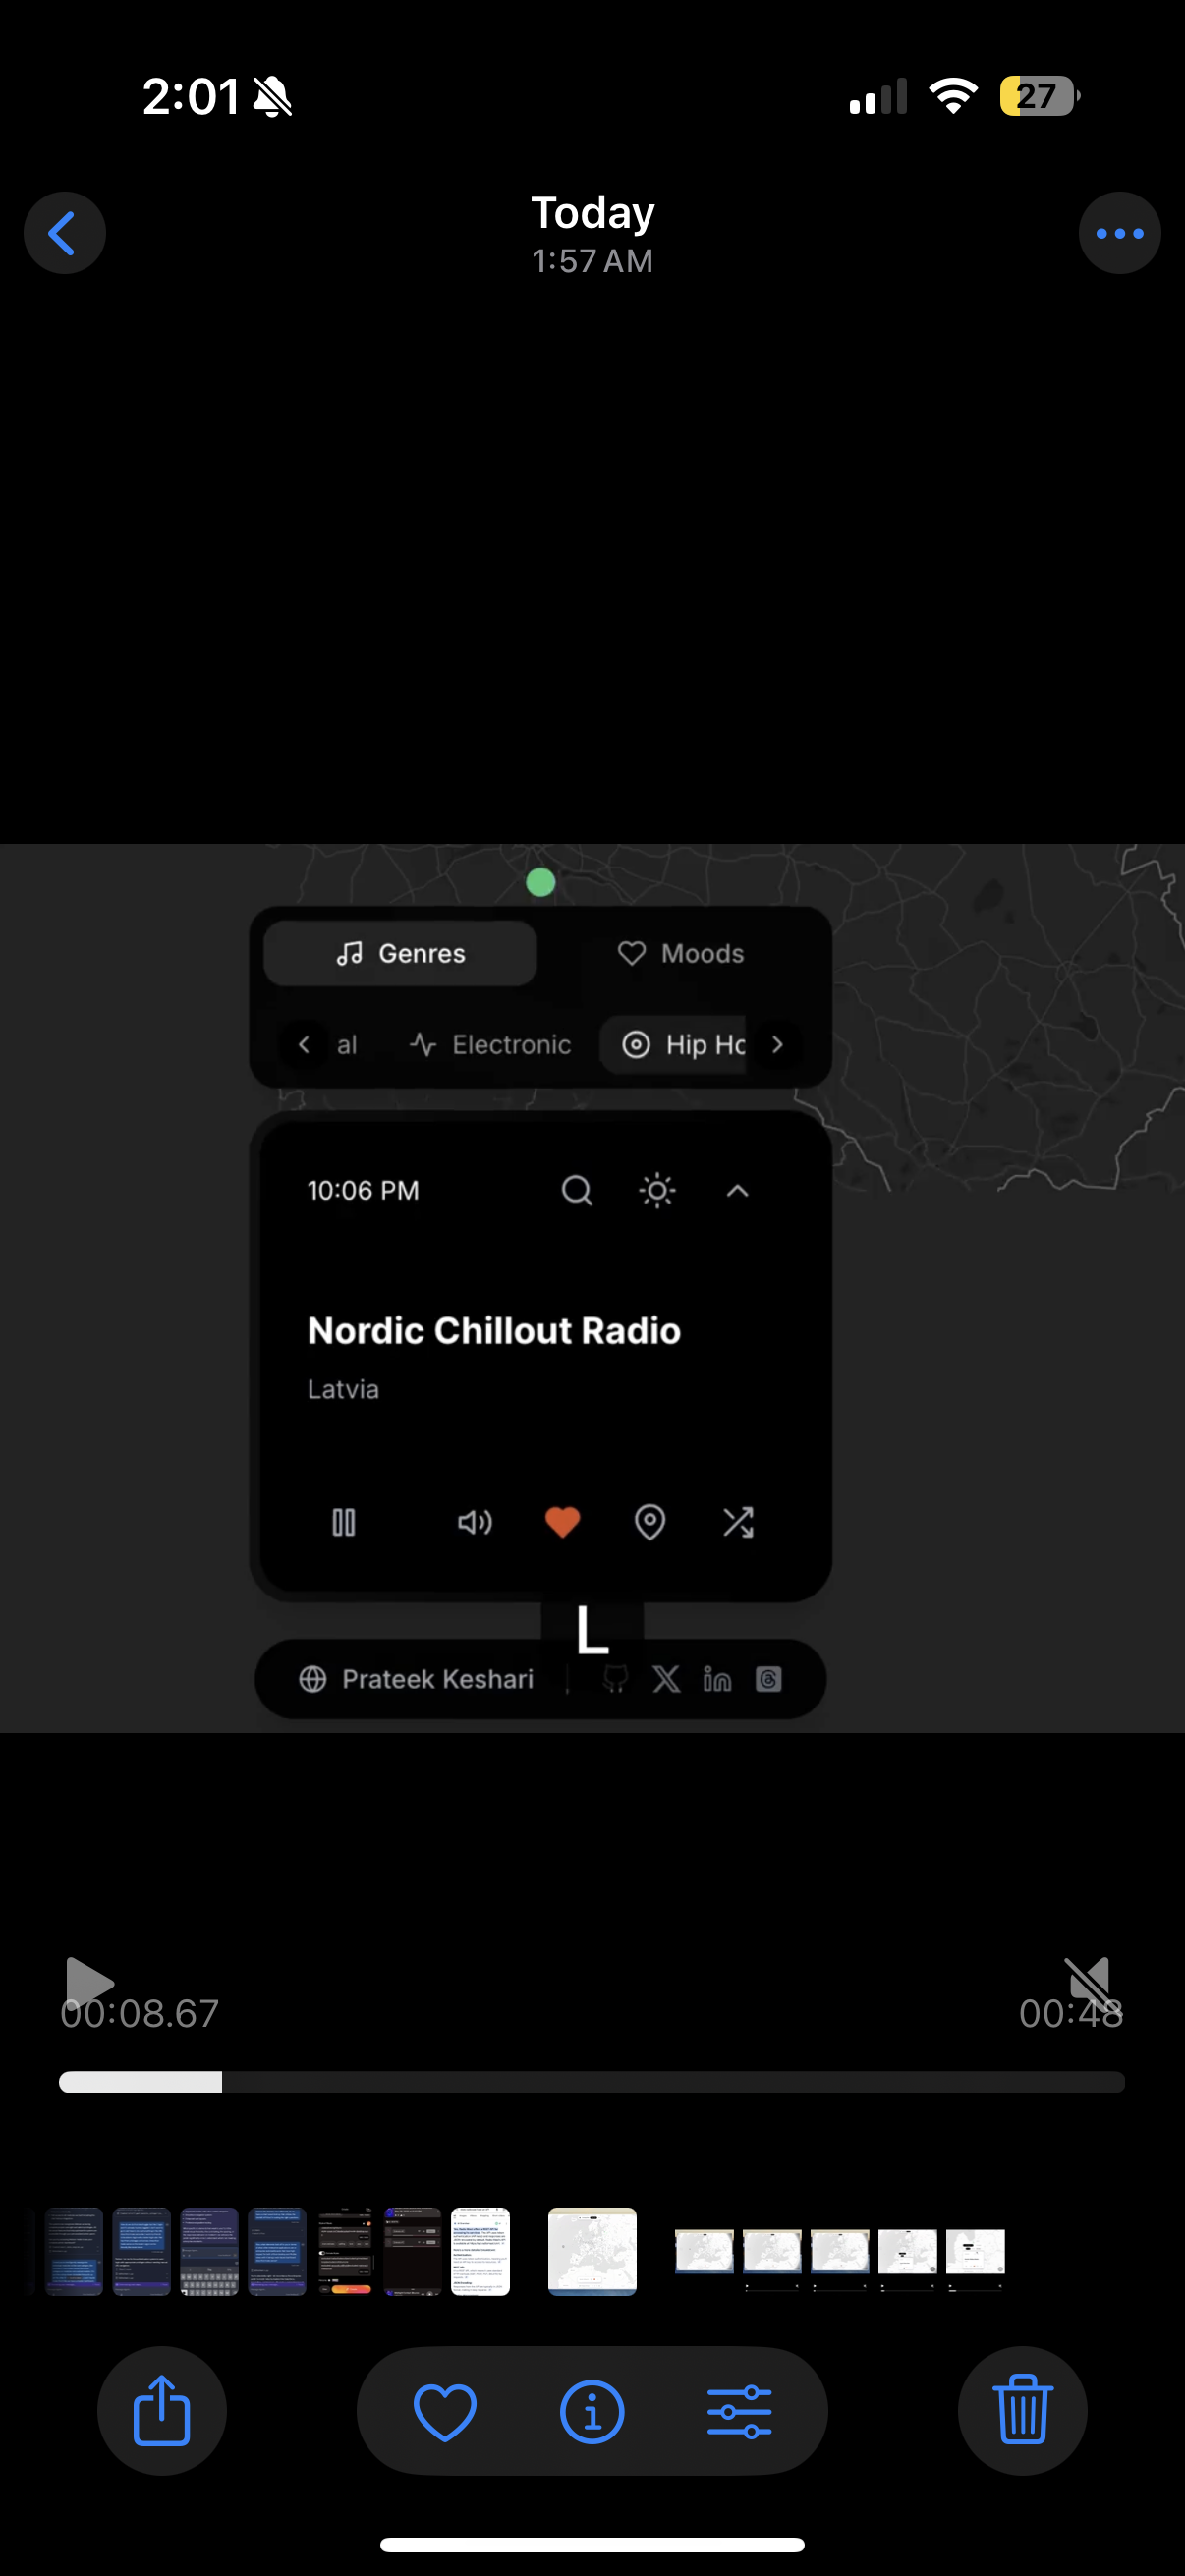 2:01
27
Today
1:57 AM
Genres
Moods
al
Electronic
Hip Ho
10:06 PM
Nordic Chillout Radio
Latvia
L
Prateek Keshari
00:08.67
00:48